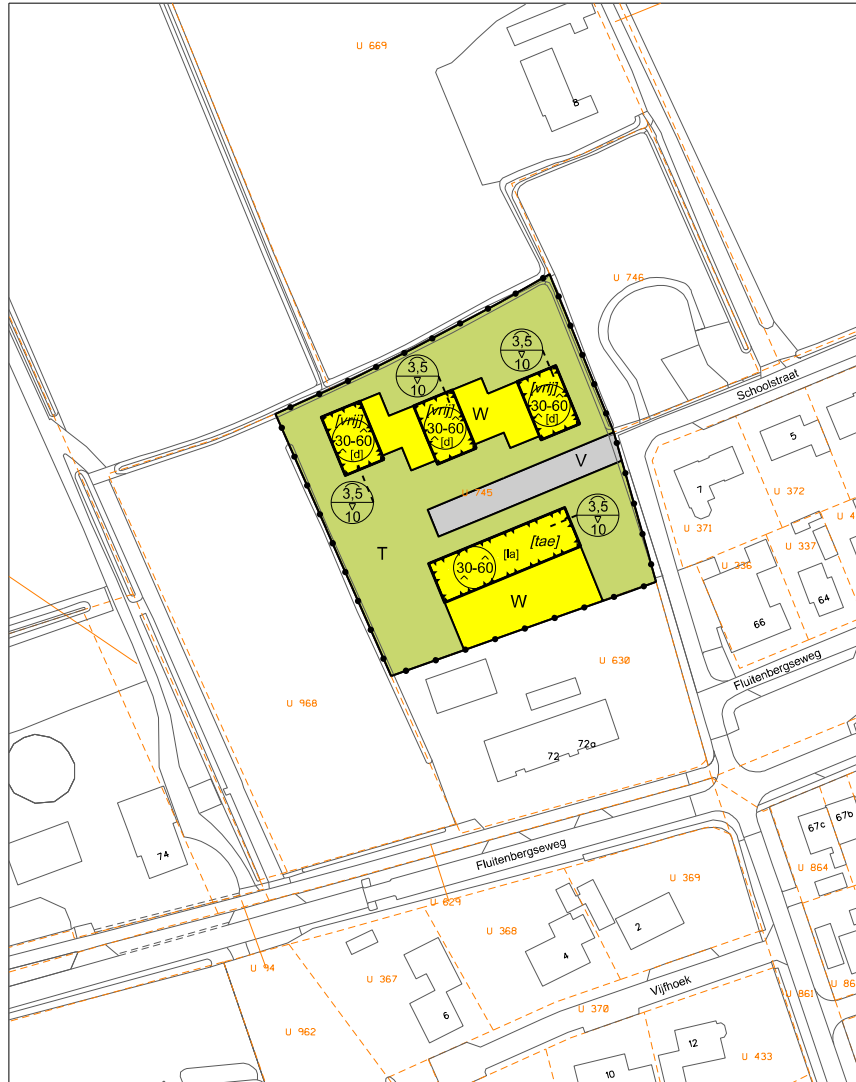 U 669
8
U 746
Schoolstraat
3,5
10
3,5
10
[vrij]
30-60
[d]
[vrij]
30-60
[d]
W
[vrij]
30-60
[d]
5
7
V
U 745
3,5
10
3,5
10
U 372
U 371
U 4
U 337
U 336
T
30-60
[la]
[tae]
W
64
66
U 630
Fluitenbergseweg
U 968
72
72a
74
67c
67b
Fluitenbergseweg
U 864
U 369
U 629
U 368
2
4
U 94
U 367
Vijfhoek
U 86
U 861
U 370
6
U 962
12
U 433
10